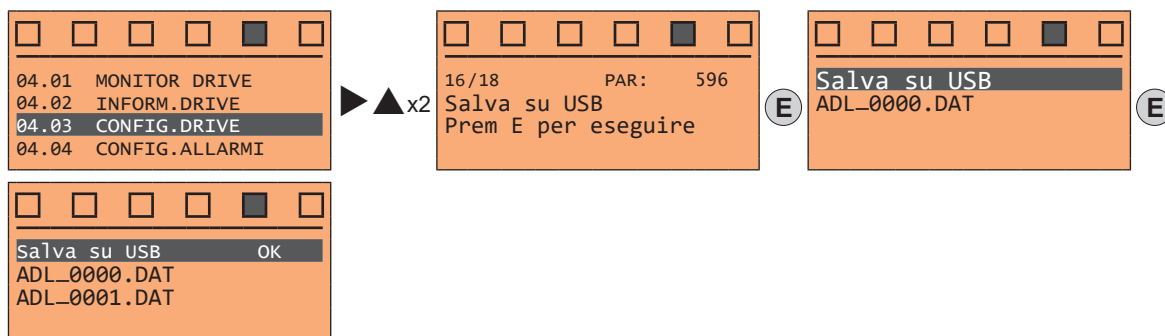 04.01 MONITOR DRIVE
04.02 INFORM.DRIVE
04.03 CONFIG.DRIVE
04.04 CONFIG.ALLARMI
x2
16/18 PAR: 596
Salva su USB
Prem E per eseguire
E
Salva su USB
ADL_0000.DAT
E
Salva su USB OK
ADL_0000.DAT
ADL_0001.DAT